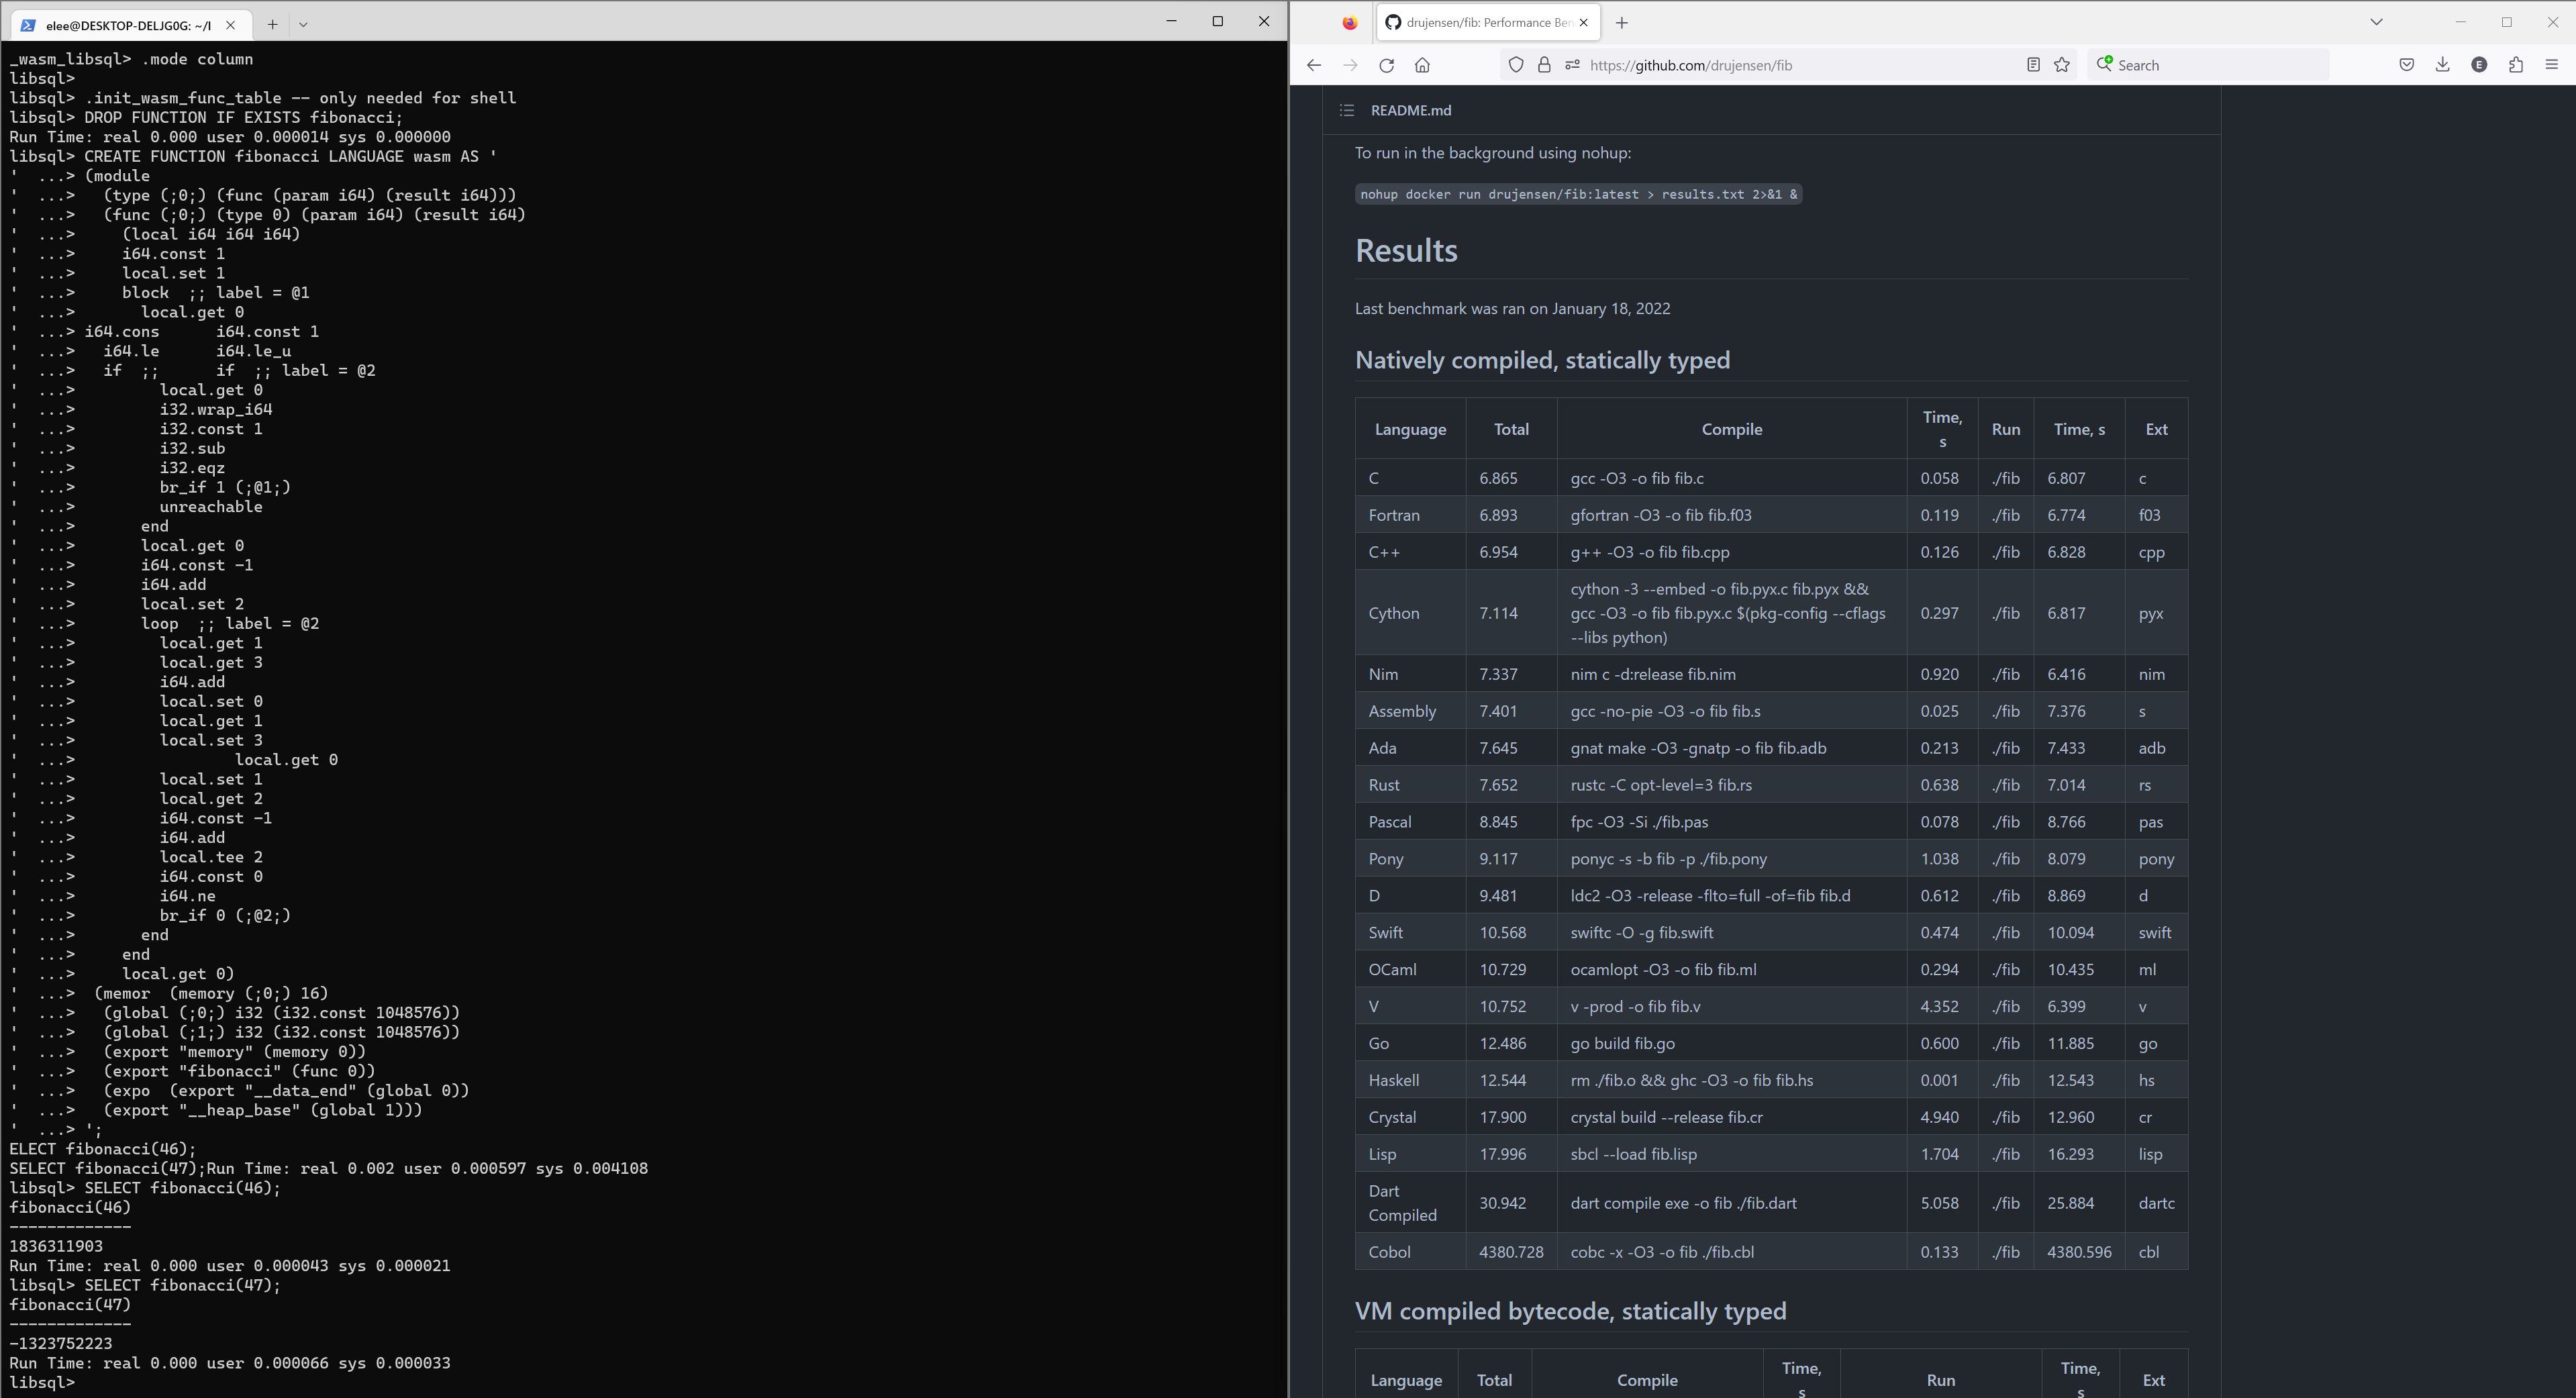 elee@DESKTOP-DELJG0G: ~/l
_wasm_libsql> .mode column
libsql>
libsql> .init_wasm_func_table -- only needed for shell
libsql> DROP FUNCTION IF EXISTS fibonacci;
Run Time: real 0.000 user 0.000014 sys 0.000000
libsql> CREATE FUNCTION fibonacci LANGUAGE wasm AS '
'  ...> (module
'  ...>   (type (;0;) (func (param i64) (result i64)))
'  ...>   (func (;0;) (type 0) (param i64) (result i64)
'  ...>     (local i64 i64 i64)
'  ...>     i64.const 1
'  ...>     local.set 1
'  ...>     block  ;; label = @1
'  ...>       local.get 0
'  ...> i64.cons      i64.const 1
'  ...>   i64.le      i64.le_u
'  ...>   if  ;;      if  ;; label = @2
'  ...>         local.get 0
'  ...>         i32.wrap_i64
'  ...>         i32.const 1
'  ...>         i32.sub
'  ...>         i32.eqz
'  ...>         br_if 1 (;@1;)
'  ...>         unreachable
'  ...>       end
'  ...>       local.get 0
'  ...>       i64.const -1
'  ...>       i64.add
'  ...>       local.set 2
'  ...>       loop  ;; label = @2
'  ...>         local.get 1
'  ...>         local.get 3
'  ...>         i64.add
'  ...>         local.set 0
'  ...>         local.get 1
'  ...>         local.set 3
'  ...>                 local.get 0
'  ...>         local.set 1
'  ...>         local.get 2
'  ...>         i64.const -1
'  ...>         i64.add
'  ...>         local.tee 2
'  ...>         i64.const 0
'  ...>         i64.ne
'  ...>         br_if 0 (;@2;)
'  ...>       end
'  ...>     end
'  ...>     local.get 0)
'  ...>  (memor  (memory (;0;) 16)
'  ...>   (global (;0;) i32 (i32.const 1048576))
'  ...>   (global (;1;) i32 (i32.const 1048576))
'  ...>   (export "memory" (memory 0))
'  ...>   (export "fibonacci" (func 0))
'  ...>   (expo  (export "__data_end" (global 0))
'  ...>   (export "__heap_base" (global 1)))
'  ...> ';
ELECT fibonacci(46);
SELECT fibonacci(47);Run Time: real 0.002 user 0.000597 sys 0.004108
libsql> SELECT fibonacci(46);
fibonacci(46)
-------------
1836311903
Run Time: real 0.000 user 0.000043 sys 0.000021
libsql> SELECT fibonacci(47);
fibonacci(47)
-------------
-1323752223
Run Time: real 0.000 user 0.000066 sys 0.000033
libsql>
drujensen/fib: Performance Ben
https://github.com/drujensen/fib
Search
E
README.md
To run in the background using nohup:
nohup docker run drujensen/fib:latest > results.txt 2>&1 &
Results
Last benchmark was ran on January 18, 2022
Natively compiled, statically typed
Language Total Compile Time, s Run Time, s Ext
C 6.865 gcc -O3 -o fib fib.c 0.058 ./fib 6.807 c
Fortran 6.893 gfortran -O3 -o fib fib.f03 0.119 ./fib 6.774 f03
C++ 6.954 g++ -O3 -o fib fib.cpp 0.126 ./fib 6.828 cpp
cython -3 --embed -o fib.pyx.c fib.pyx &&
Cython 7.114 gcc -O3 -o fib fib.pyx.c $(pkg-config --cflags 0.297 ./fib 6.817 pyx
--libs python)
Nim 7.337 nim c -d:release fib.nim 0.920 ./fib 6.416 nim
Assembly 7.401 gcc -no-pie -O3 -o fib fib.s 0.025 ./fib 7.376 s
Ada 7.645 gnat make -O3 -gnatp -o fib fib.adb 0.213 ./fib 7.433 adb
Rust 7.652 rustc -C opt-level=3 fib.rs 0.638 ./fib 7.014 rs
Pascal 8.845 fpc -O3 -Si ./fib.pas 0.078 ./fib 8.766 pas
Pony 9.117 ponyc -s -b fib -p ./fib.pony 1.038 ./fib 8.079 pony
D 9.481 ldc2 -O3 -release -flto=full -of=fib fib.d 0.612 ./fib 8.869 d
Swift 10.568 swiftc -O -g fib.swift 0.474 ./fib 10.094 swift
OCaml 10.729 ocamlopt -O3 -o fib fib.ml 0.294 ./fib 10.435 ml
V 10.752 v -prod -o fib fib.v 4.352 ./fib 6.399 v
Go 12.486 go build fib.go 0.600 ./fib 11.885 go
Haskell 12.544 rm ./fib.o && ghc -O3 -o fib fib.hs 0.001 ./fib 12.543 hs
Crystal 17.900 crystal build --release fib.cr 4.940 ./fib 12.960 cr
Lisp 17.996 sbcl --load fib.lisp 1.704 ./fib 16.293 lisp
Dart Compiled 30.942 dart compile exe -o fib ./fib.dart 5.058 ./fib 25.884 dartc
Cobol 4380.728 cobc -x -O3 -o fib ./fib.cbl 0.133 ./fib 4380.596 cbl
VM compiled bytecode, statically typed
Language Total Compile Time, s Run Time, s Ext